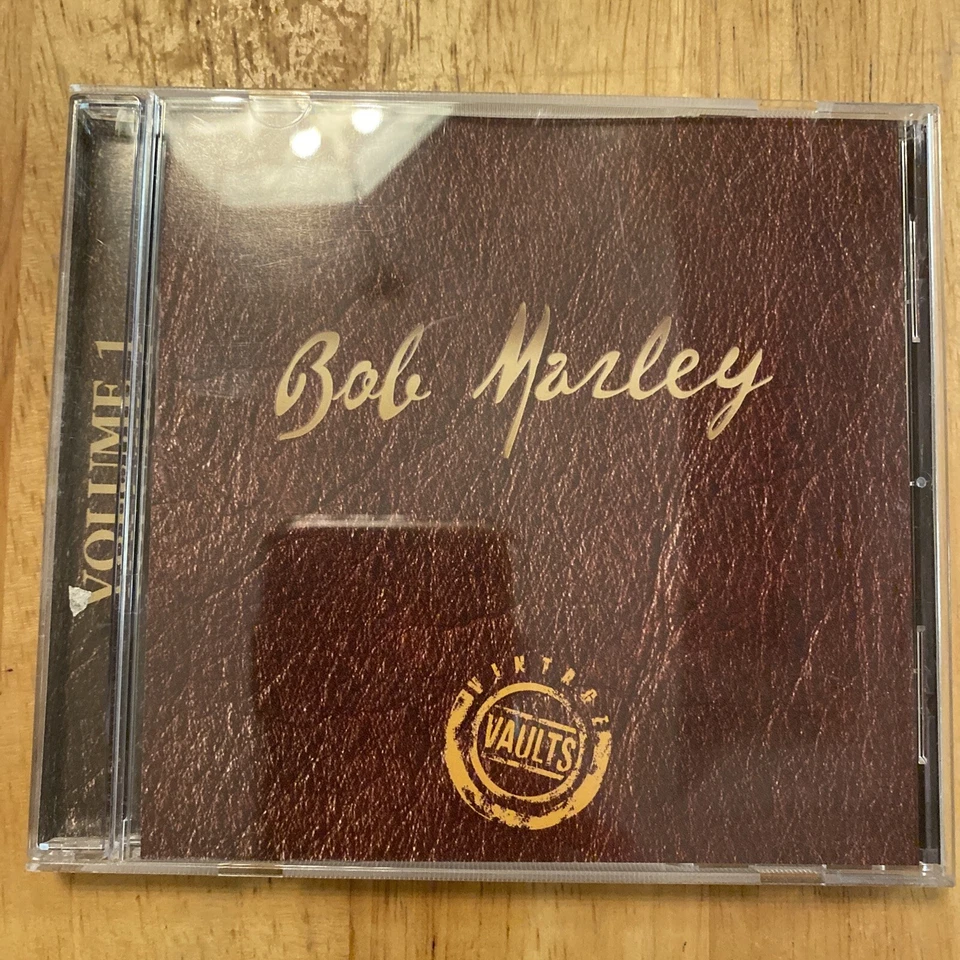 VOLUME 1
Bob Marley
VINTAGE
VAULTS